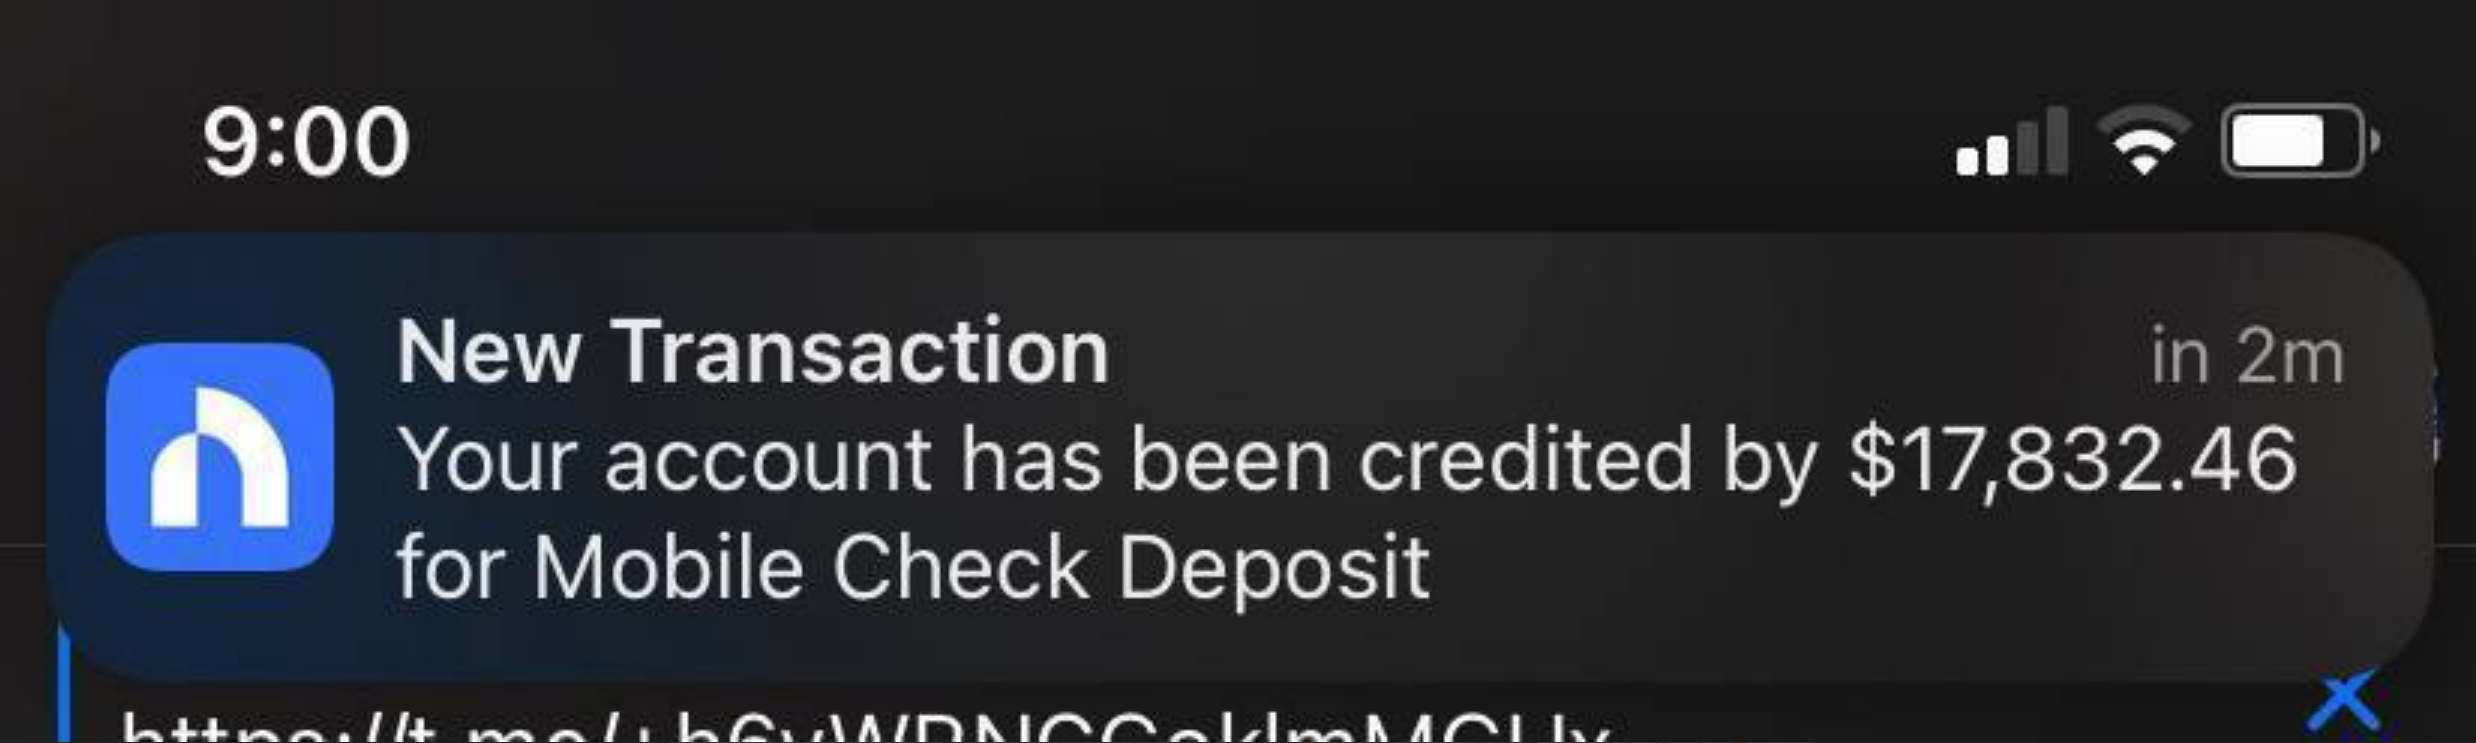 9:00
New Transaction
in 2m
Your account has been credited by $17,832.46
for Mobile Check Deposit